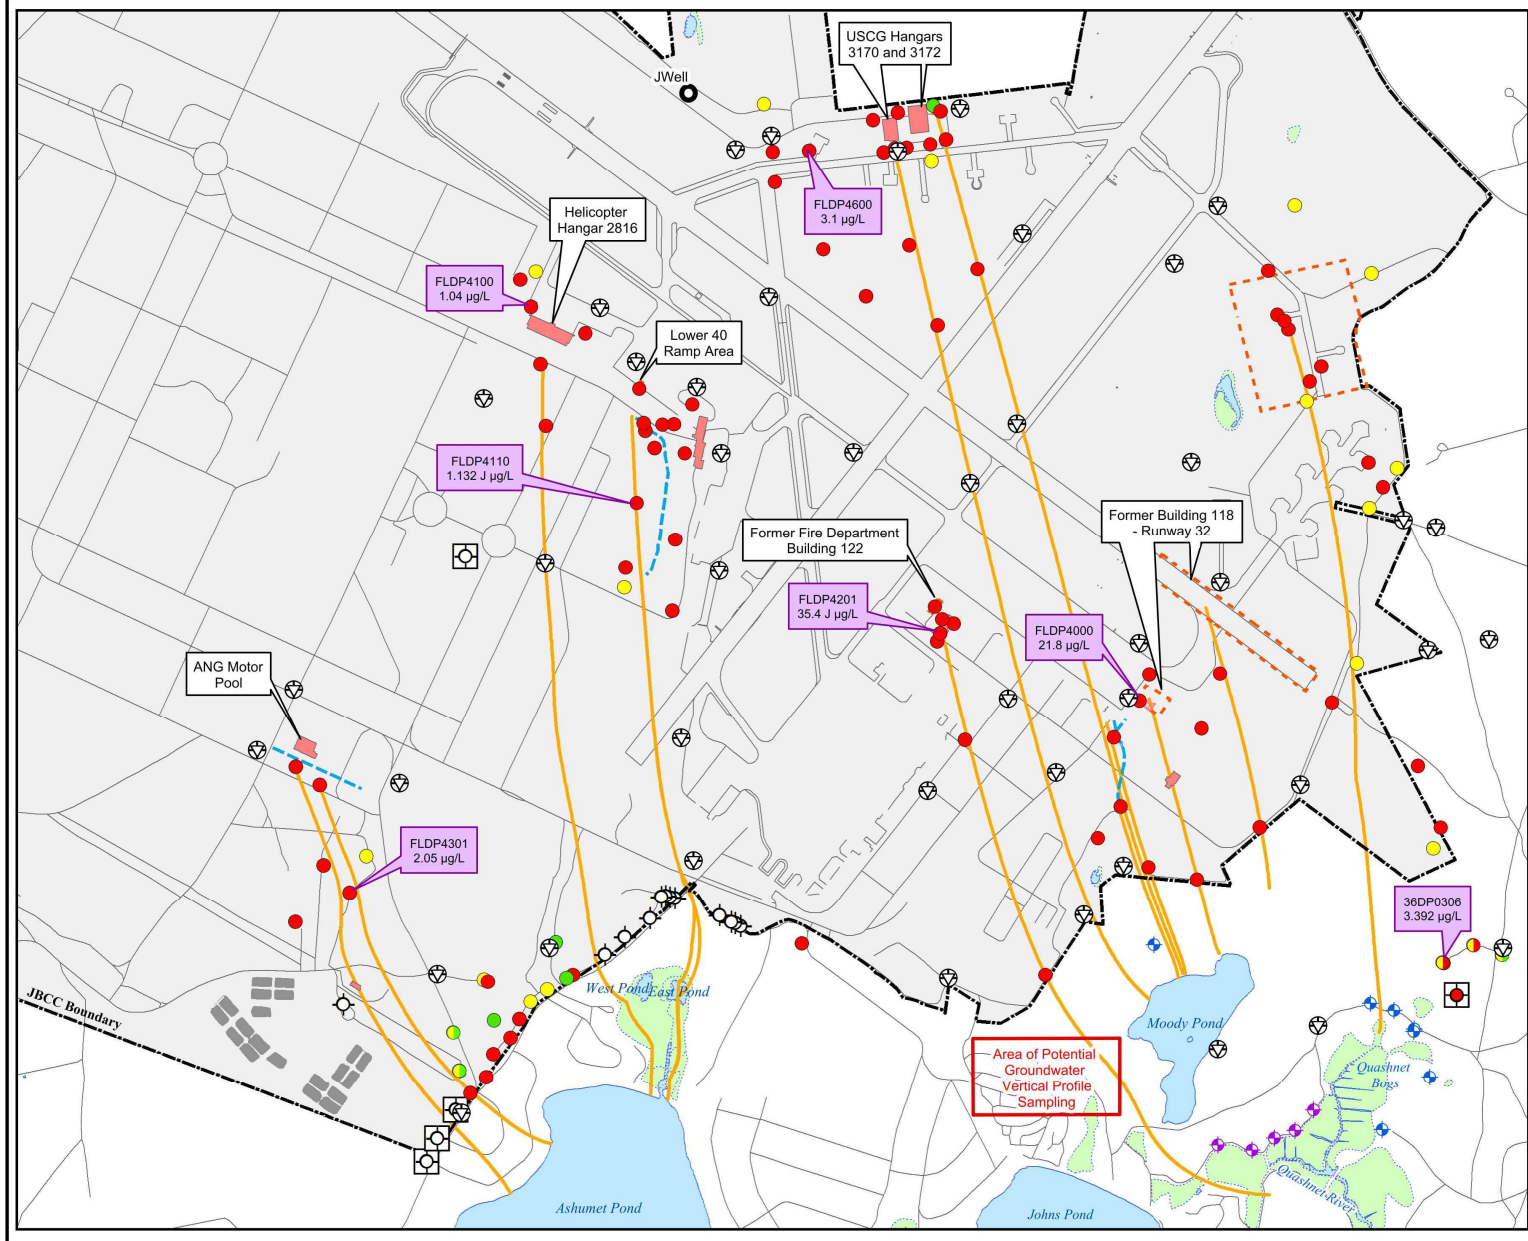 USCG Hangars
3170 and 3172
JWell
FLDP4600
3.1 µg/L
Helicopter
Hangar 2816
FLDP4100
1.04 µg/L
Lower 40
Ramp Area
FLDP4110
1.132 J µg/L
Former Fire Department
Building 122
Former Building 118
- Runway 32
FLDP4201
35.4 J µg/L
FLDP4000
21.8 µg/L
ANG Motor
Pool
FLDP4301
2.05 µg/L
36DP0306
3.392 µg/L
JBCC Boundary
West Pond
East Pond
Moody Pond
Area of Potential
Groundwater
Vertical Profile
Sampling
Quashnet
Bogs
Quashnet River
Ashumet Pond
Johns Pond